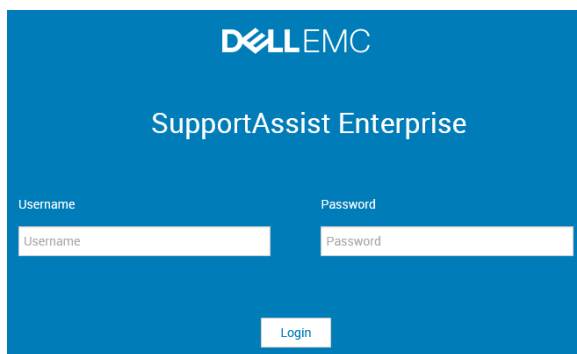 DELLEMC
SupportAssist Enterprise
Username
Password
Username
Password
Login